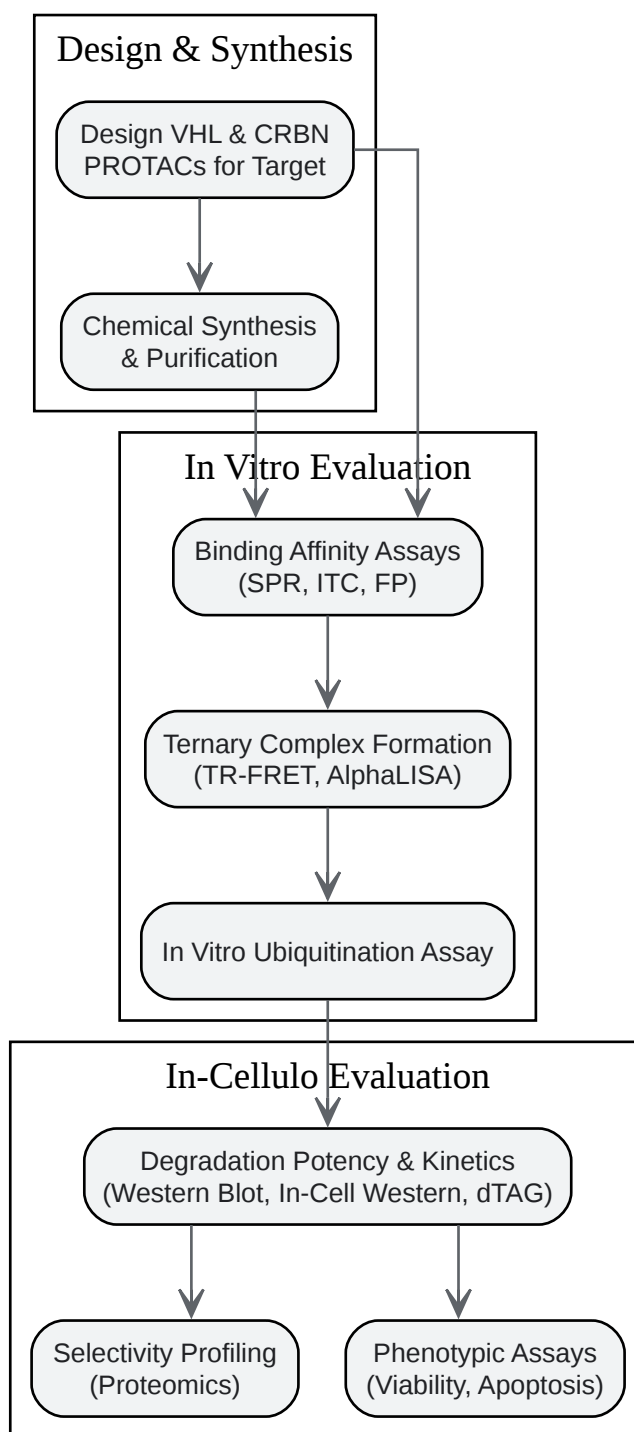 Design & Synthesis
Design VHL & CRBN
PROTACs for Target
Chemical Synthesis
& Purification
In Vitro Evaluation
Binding Affinity Assays
(SPR, ITC, FP)
Ternary Complex Formation
(TR-FRET, AlphaLISA)
In Vitro Ubiquitination Assay
In-Cellulo Evaluation
Degradation Potency & Kinetics
(Western Blot, In-Cell Western, dTAG)
Selectivity Profiling
(Proteomics)
Phenotypic Assays
(Viability, Apoptosis)